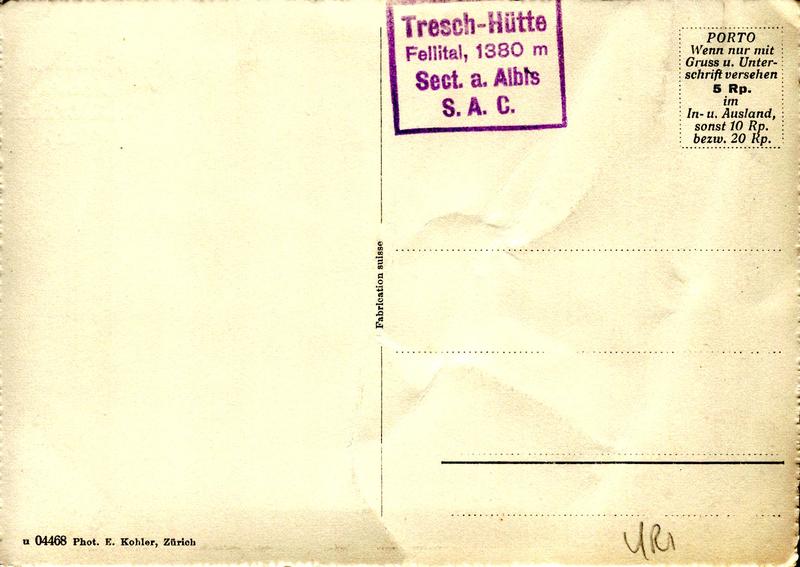 Tresch-Hütte
Fellital, 1380 m
Sect. a. Albis
S. A. C.
PORTO
Wenn nur mit
Gruss u. Unter-
schrift versehen
5 Rp.
im
In- u. Ausland,
sonst 10 Rp.
bezw. 20 Rp.
Fabrication suisse
u 04468 Phot. E. Kohler, Zürich
URI